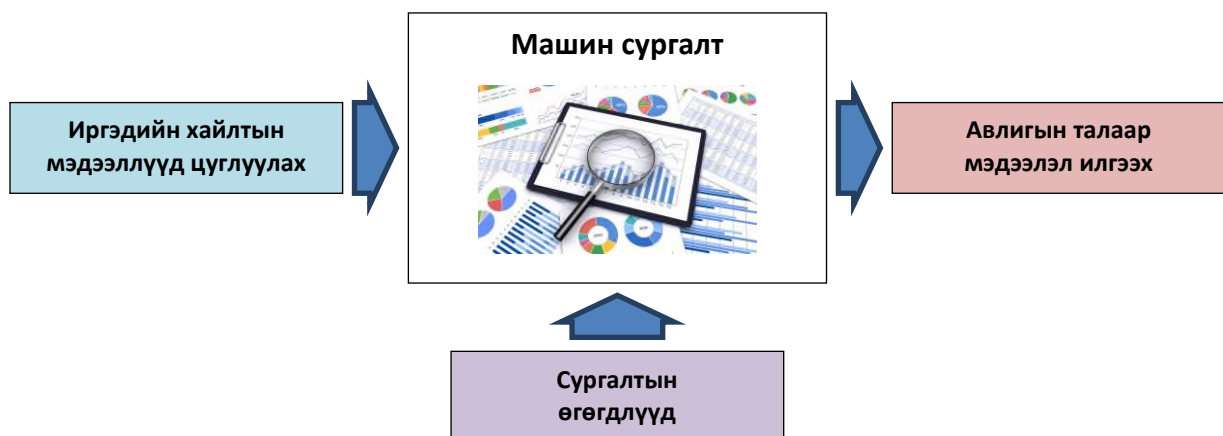 Машин сургалт
Иргэдийн хайлтын
мэдээллүүд цуглуулах
Авлигын талаар
мэдээлэл илгээх
Сургалтын
өгөгдлүүд